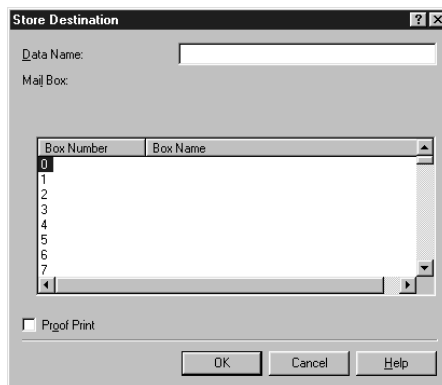 Store Destination
Data Name:
Mail Box:
Box Number Box Name
0
1
2
3
4
5
6
7
Proof Print
OK Cancel Help